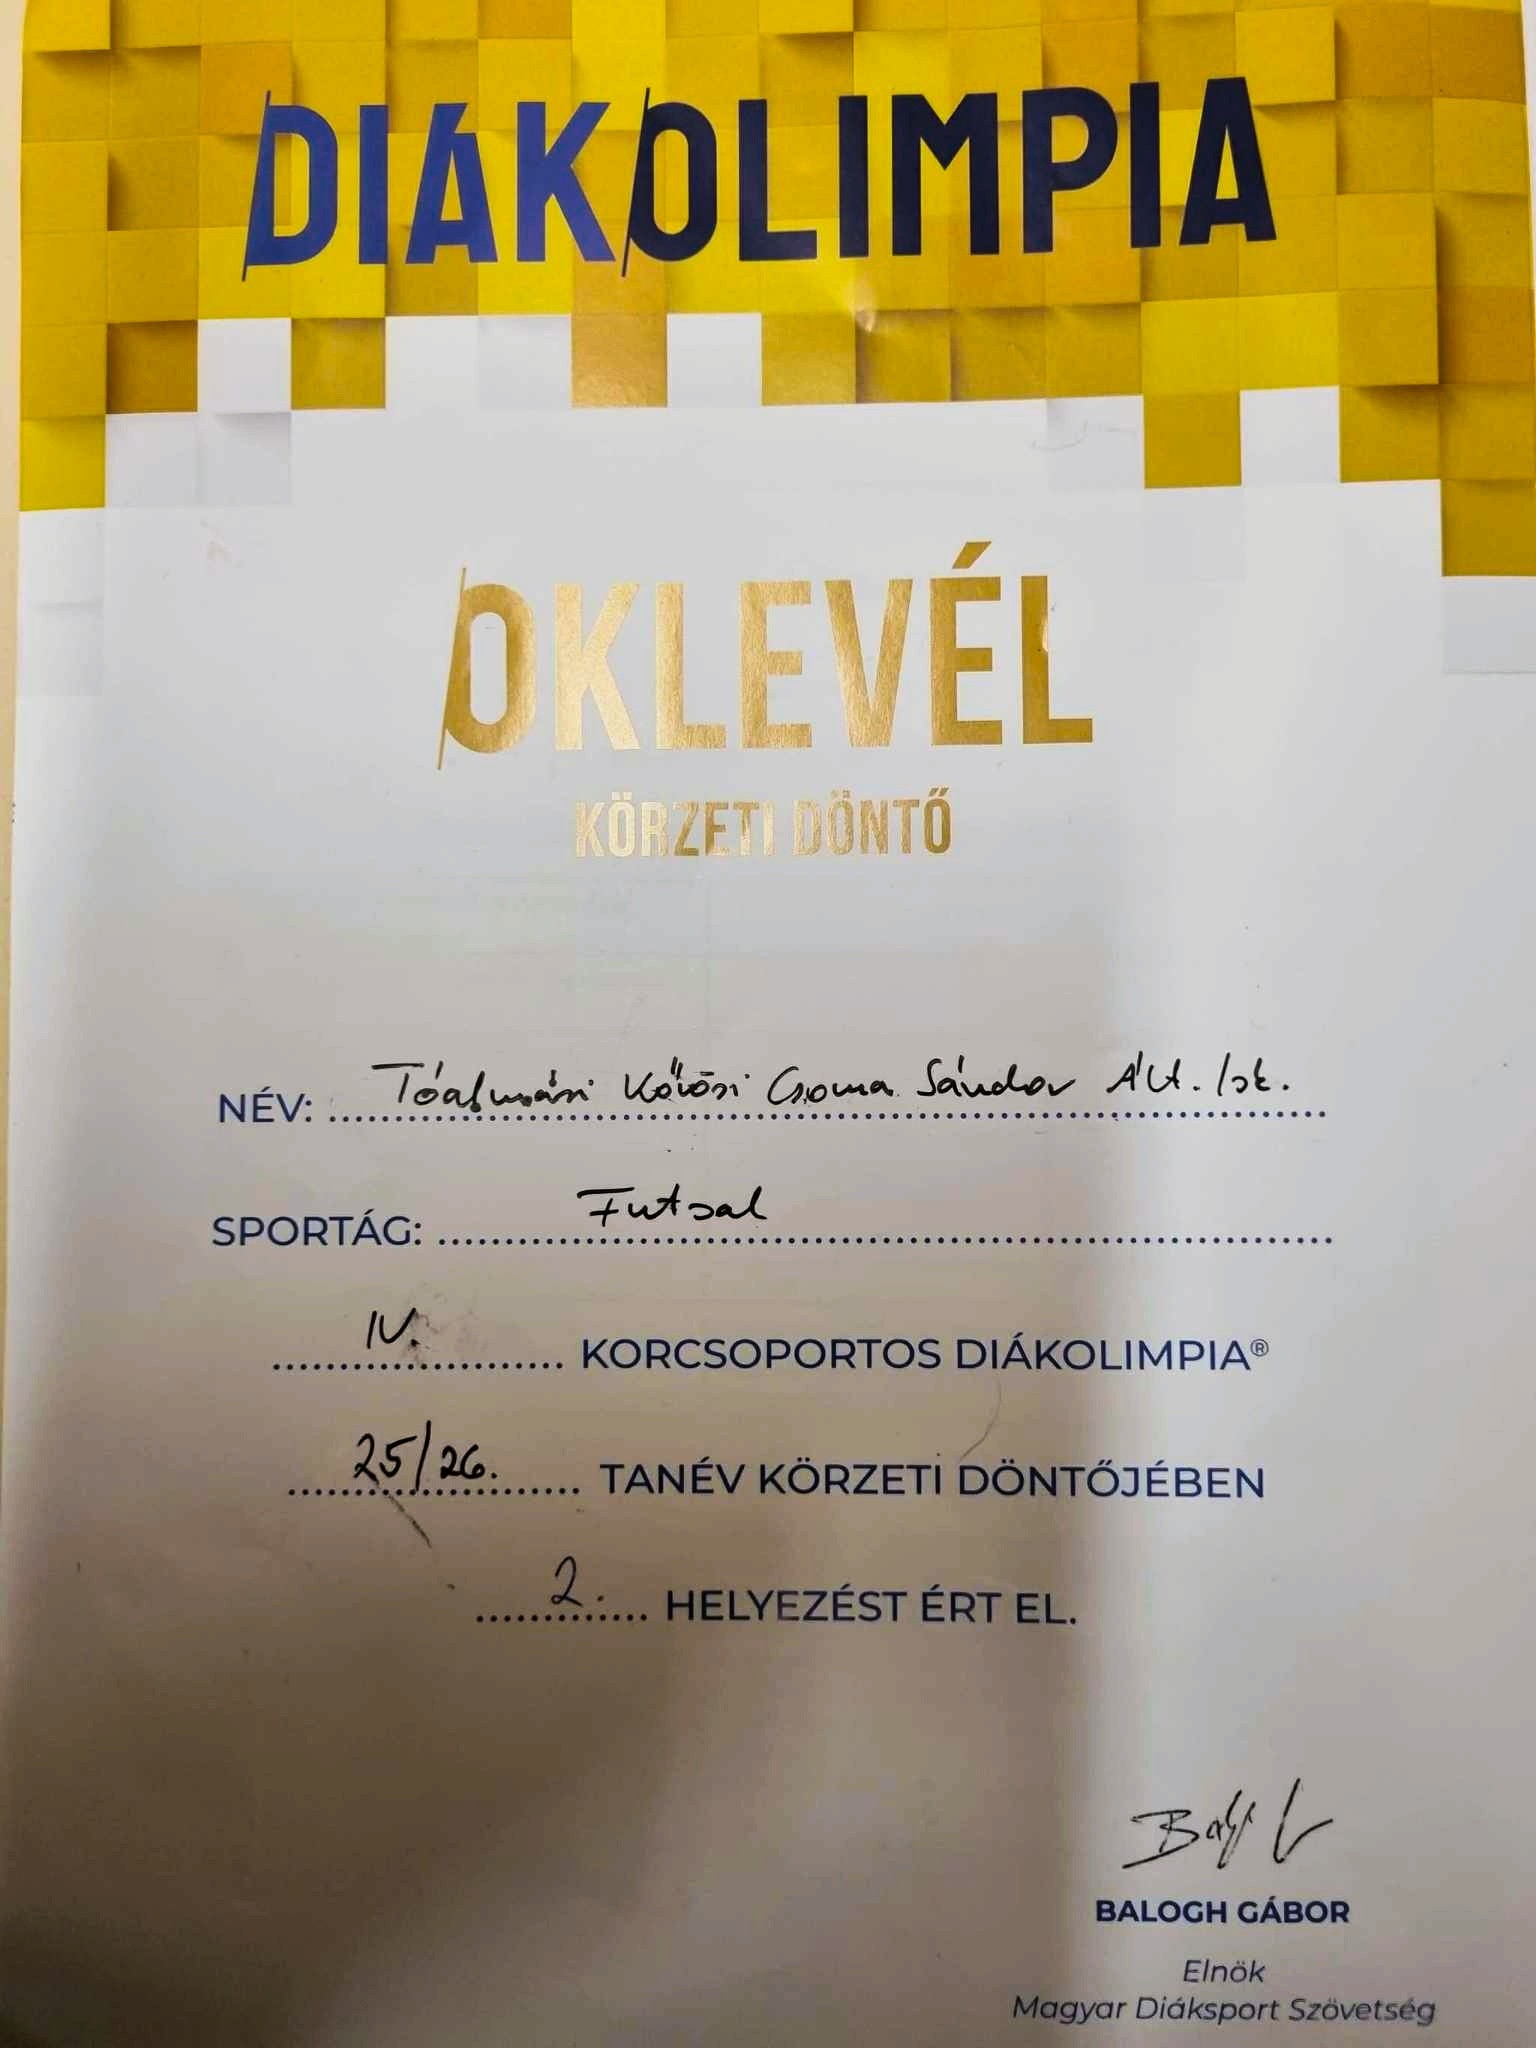 DIÁKOLIMPIA
OKLEVÉL
KÖRZETI DÖNTŐ
NÉV: Tóalmási Kőrösi Csoma Sándor Ált. Isk.
SPORTÁG: Futsal
IV. KORCSOPORTOS DIÁKOLIMPIA®
25/26. TANÉV KÖRZETI DÖNTŐJÉBEN
2. HELYEZÉST ÉRT EL.
BALOGH GÁBOR
Elnök
Magyar Diáksport Szövetség